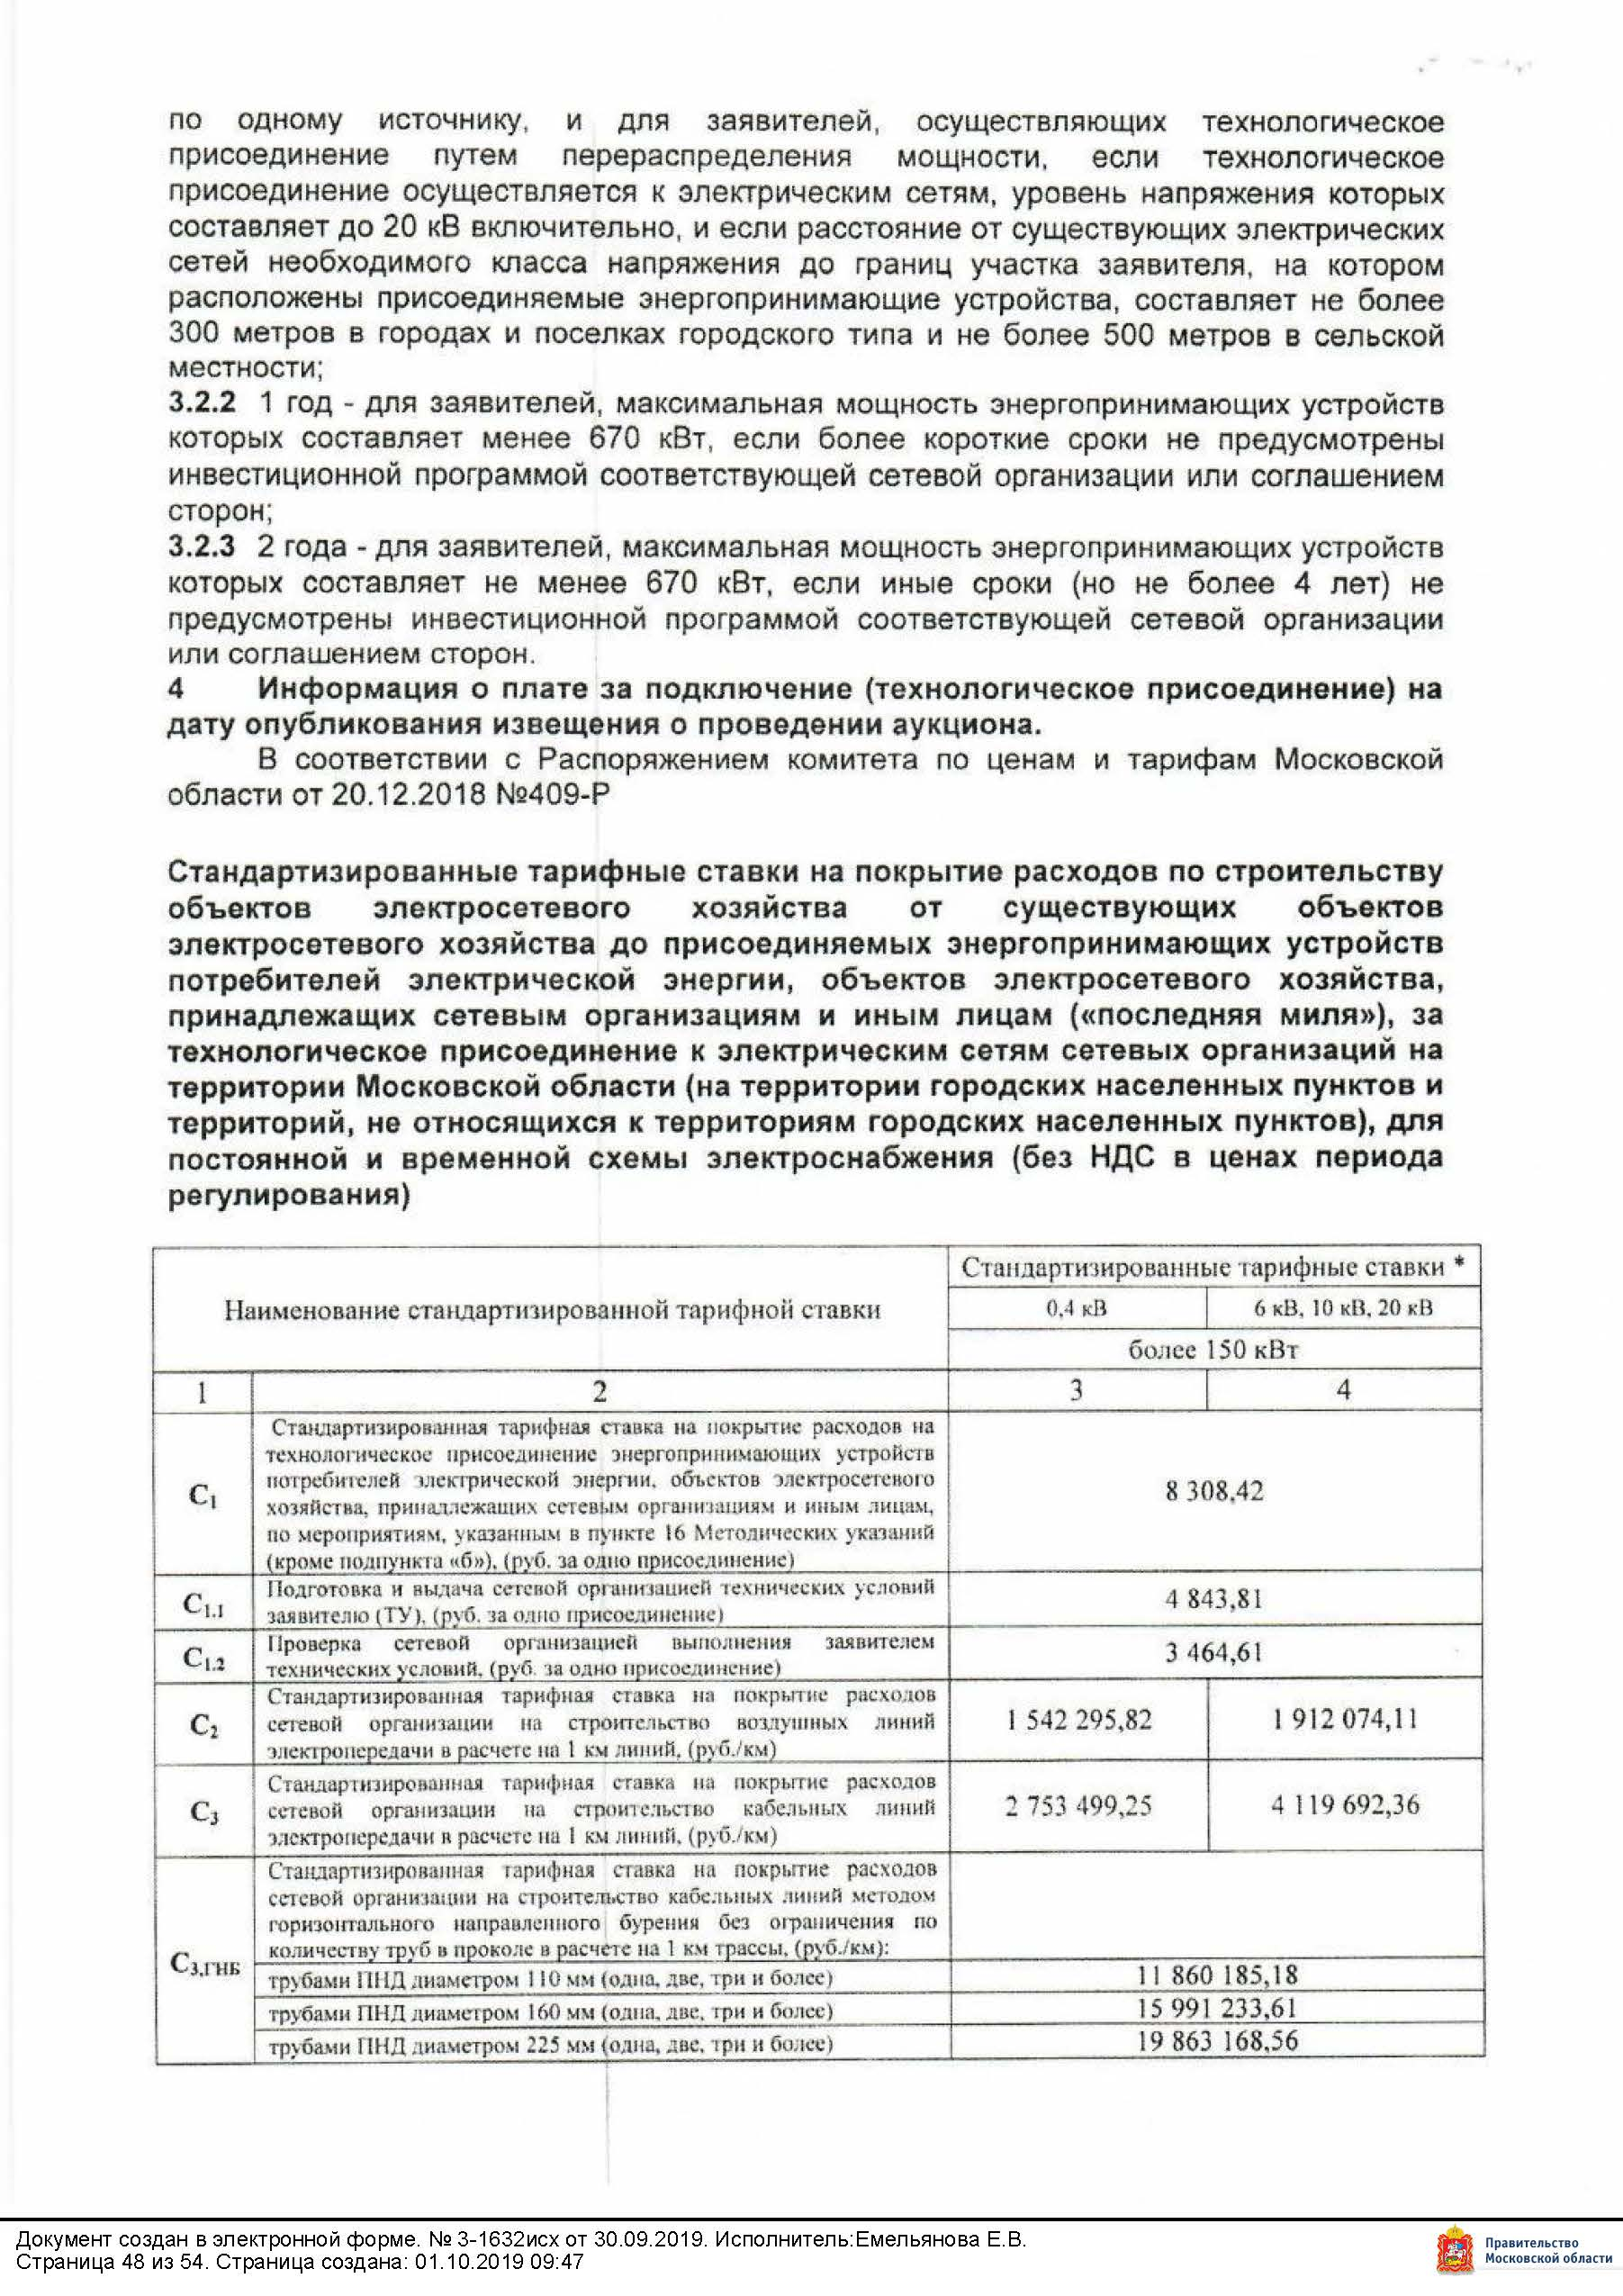 по одному источнику, и для заявителей, осуществляющих технологическое
присоединение путем перераспределения мощности, если технологическое
присоединение осуществляется к электрическим сетям, уровень напряжения которых
составляет до 20 кВ включительно, и если расстояние от существующих электрических
сетей необходимого класса напряжения до границ участка заявителя, на котором
расположены присоединяемые энергопринимающие устройства, составляет не более
300 метров в городах и поселках городского типа и не более 500 метров в сельской
местности;
3.2.2 1 год - для заявителей, максимальная мощность энергопринимающих устройств
которых составляет менее 670 кВт, если более короткие сроки не предусмотрены
инвестиционной программой соответствующей сетевой организации или соглашением
сторон;
3.2.3 2 года - для заявителей, максимальная мощность энергопринимающих устройств
которых составляет не менее 670 кВт, если иные сроки (но не более 4 лет) не
предусмотрены инвестиционной программой соответствующей сетевой организации
или соглашением сторон.
4 Информация о плате за подключение (технологическое присоединение) на
дату опубликования извещения о проведении аукциона.
В соответствии с Распоряжением комитета по ценам и тарифам Московской
области от 20.12.2018 №409-Р
Стандартизированные тарифные ставки на покрытие расходов по строительству
объектов электросетевого хозяйства от существующих объектов
электросетевого хозяйства до присоединяемых энергопринимающих устройств
потребителей электрической энергии, объектов электросетевого хозяйства,
принадлежащих сетевым организациям и иным лицам («последняя миля»), за
технологическое присоединение к электрическим сетям сетевых организаций на
территории Московской области (на территории городских населенных пунктов и
территорий, не относящихся к территориям городских населенных пунктов), для
постоянной и временной схемы электроснабжения (без НДС в ценах периода
регулирования)
Наименование стандартизированной тарифной ставки
Стандартизированные тарифные ставки *
0,4 кВ 6 кВ, 10 кВ, 20 кВ
более 150 кВт
1 2 3 4
С1
Стандартизированная тарифная ставка на покрытие расходов на
технологическое присоединение энергопринимающих устройств
потребителей электрической энергии, объектов электросетевого
хозяйства, принадлежащих сетевым организациям и иным лицам,
по мероприятиям, указанным в пункте 16 Методических указаний
(кроме подпункта «б»), (руб. за одно присоединение)
8 308,42
С1.1
Подготовка и выдача сетевой организацией технических условий
заявителю (ТУ), (руб. за одно присоединение)
4 843,81
С1.2
Проверка сетевой организацией выполнения заявителем
технических условий, (руб. за одно присоединение)
3 464,61
С2
Стандартизированная тарифная ставка на покрытие расходов
сетевой организации на строительство воздушных линий
электропередачи в расчете на 1 км линий, (руб./км)
1 542 295,82 1 912 074,11
С3
Стандартизированная тарифная ставка на покрытие расходов
сетевой организации на строительство кабельных линий
электропередачи в расчете на 1 км линий, (руб./км)
2 753 499,25 4 119 692,36
С3,ГНБ
Стандартизированная тарифная ставка на покрытие расходов
сетевой организации на строительство кабельных линий методом
горизонтального направленного бурения без ограничения по
количеству труб в проколе в расчете на 1 км трассы, (руб./км):
трубами ПНД диаметром 110 мм (одна, две, три и более) 11 860 185,18
трубами ПНД диаметром 160 мм (одна, две, три и более) 15 991 233,61
трубами ПНД диаметром 225 мм (одна, две, три и более) 19 863 168,56
Документ создан в электронной форме. № 3-1632исх от 30.09.2019. Исполнитель:Емельянова Е.В.
Страница 48 из 54. Страница создана: 01.10.2019 09:47
Правительство
Московской области